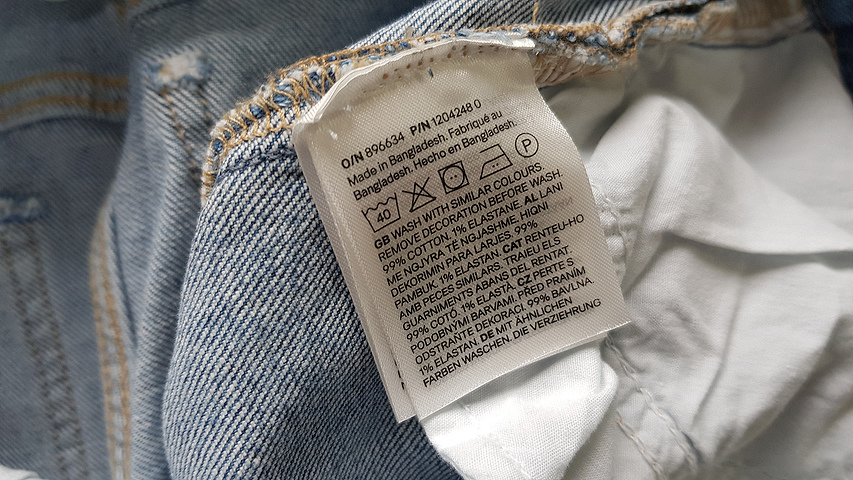 O/N 896634 P/N 1204248 0
Made in Bangladesh. Fabriqué au
Bangladesh. Hecho en Bangladesh.
40 P
GB WASH WITH SIMILAR COLOURS.
REMOVE DECORATION BEFORE WASH.
99% COTTON, 1% ELASTANE. AL LANI
ME NGJYRA TË NGJASHME, HIQNI
DEKORIMIN PARA LARJES. 99%
PAMBUK, 1% ELASTAN. CAT RENTEU-HO
AMB PECES SIMILARS. TRAIEU ELS
GUARNIMENTS ABANS DEL RENTAT.
99% COTÓ, 1% ELASTÀ. CZ PERTE S
PODOBNÝMI BARVAMI. PŘED PRANÍM
ODSTRAŇTE DEKORACI. 99% BAVLNA,
1% ELASTAN. DE MIT ÄHNLICHEN
FARBEN WASCHEN. DIE VERZIERUNG